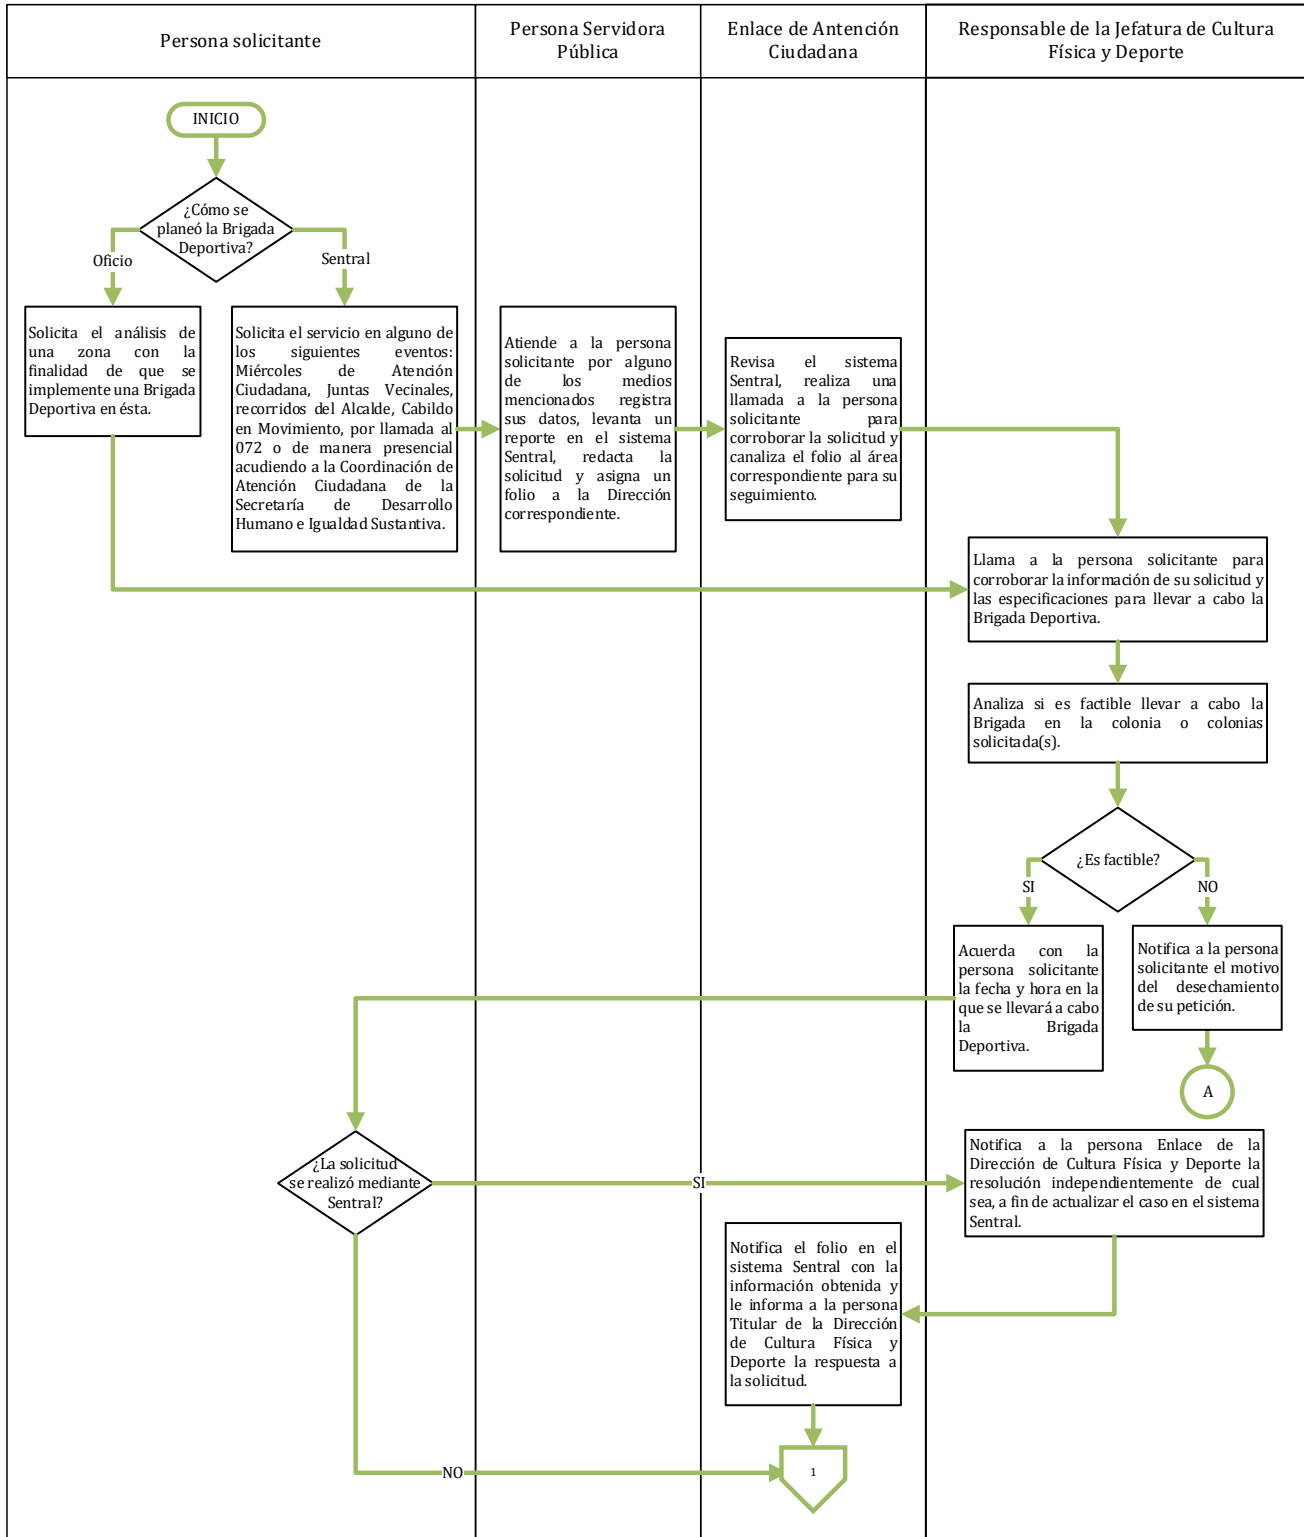 Persona solicitante
Persona Servidora
Pública
Enlace de Antención
Ciudadana
Responsable de la Jefatura de Cultura
Física y Deporte
INICIO
¿Cómo se
planeó la Brigada
Deportiva?
Oficio
Sentral
Solicita el análisis de
una zona con la
finalidad de que se
implemente una Brigada
Deportiva en ésta.
Solicita el servicio en alguno de
los siguientes eventos:
Miércoles de Atención
Ciudadana, Juntas Vecinales,
recorridos del Alcalde, Cabildo
en Movimiento, por llamada al
072 o de manera presencial
acudiendo a la Coordinación de
Atención Ciudadana de la
Secretaría de Desarrollo
Humano e Igualdad Sustantiva.
Atiende a la persona
solicitante por alguno
de los medios
mencionados registra
sus datos, levanta un
reporte en el sistema
Sentral, redacta la
solicitud y asigna un
folio a la Dirección
correspondiente.
Revisa el sistema
Sentral, realiza una
llamada a la persona
solicitante para
corroborar la solicitud y
canaliza el folio al área
correspondiente para su
seguimiento.
Llama a la persona solicitante para
corroborar la información de su solicitud y
las especificaciones para llevar a cabo la
Brigada Deportiva.
Analiza si es factible llevar a cabo la
Brigada en la colonia o colonias
solicitada(s).
¿Es factible?
SI
NO
Acuerda con la
persona solicitante
la fecha y hora en la
que se llevará a cabo
la Brigada
Deportiva.
Notifica a la persona
solicitante el motivo
del desechamiento
de su petición.
A
¿La solicitud
se realizó mediante
Sentral?
SI
Notifica a la persona Enlace de la
Dirección de Cultura Física y Deporte la
resolución independientemente de cual
sea, a fin de actualizar el caso en el sistema
Sentral.
Notifica el folio en el
sistema Sentral con la
información obtenida y
le informa a la persona
Titular de la Dirección
de Cultura Física y
Deporte la respuesta a
la solicitud.
NO
1